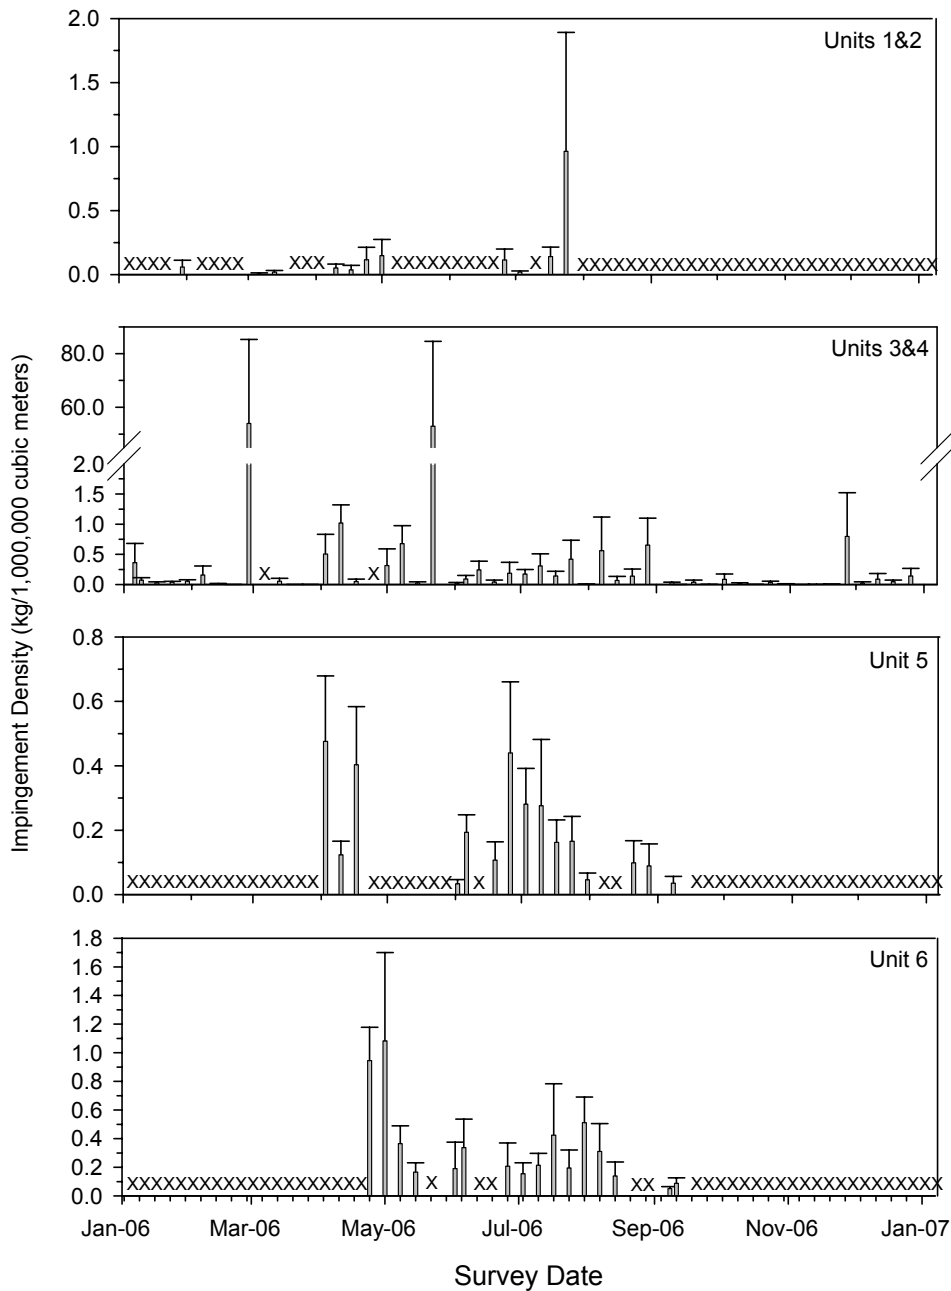 Impingement Density (kg/1,000,000 cubic meters)
Units 1&2
2.0
1.5
1.0
0.5
0.0
XXXX XXXX XXX XXXXXXXXX X XXXXXXXXXXXXXXXXXXXXXXXXXXXXXX
Units 3&4
80.0
60.0
2.0
1.5
1.0
0.5
0.0
X X
Unit 5
0.8
0.6
0.4
0.2
0.0
XXXXXXXXXXXXXXXX XXXXXXX X XX XXXXXXXXXXXXXXXXXXXXX
Unit 6
1.8
1.6
1.4
1.2
1.0
0.8
0.6
0.4
0.2
0.0
XXXXXXXXXXXXXXXXXXXX X XX XX XXXXXXXXXXXXXXXXXXXXX
Jan-06 Mar-06 May-06 Jul-06 Sep-06 Nov-06 Jan-07
Survey Date